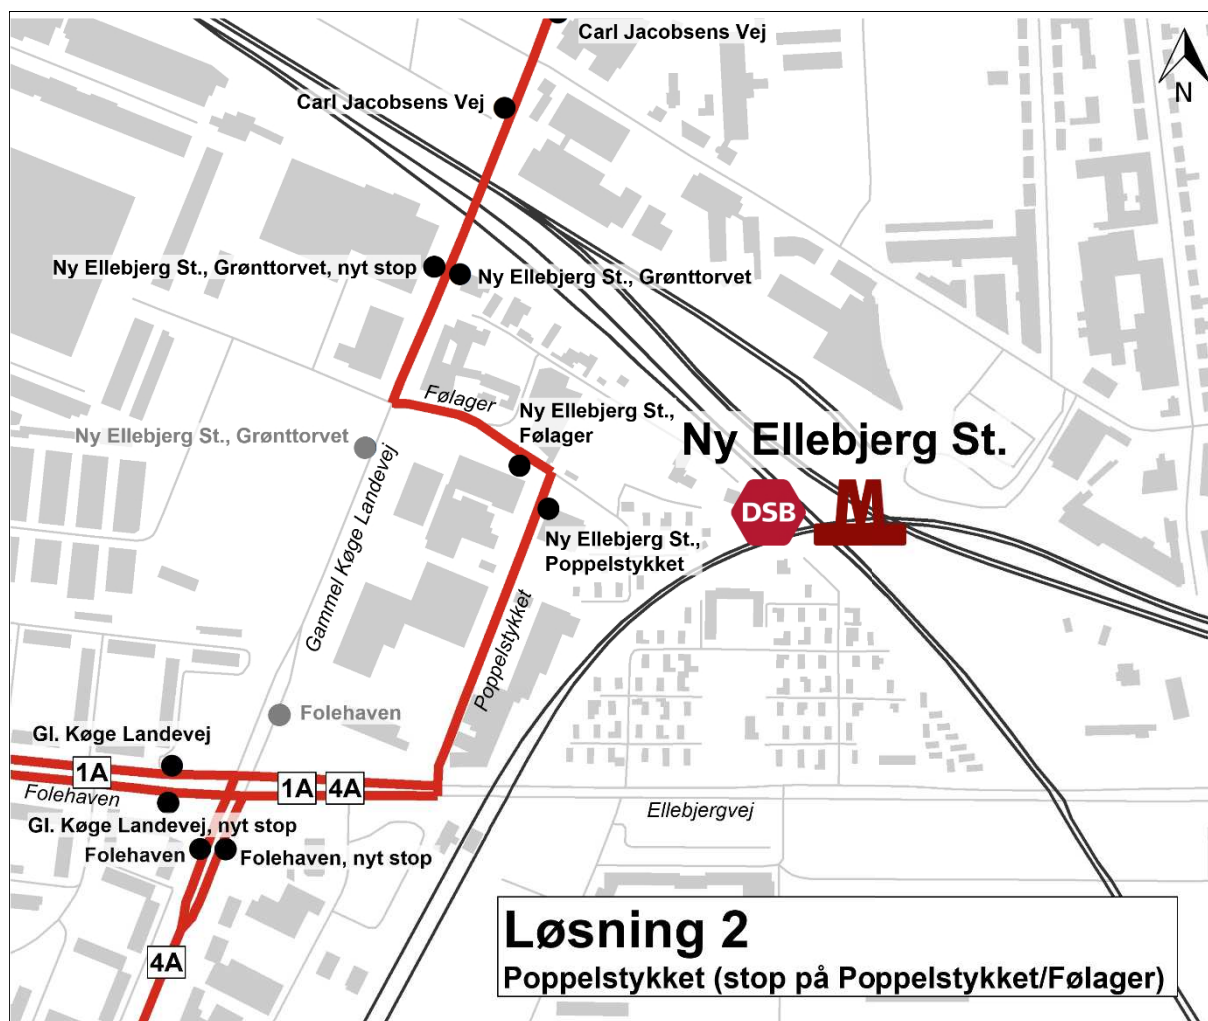 Carl Jacobsens Vej
N
Carl Jacobsens Vej
Ny Ellebjerg St., Grønttorvet, nyt stop
Ny Ellebjerg St., Grønttorvet
Følager
Ny Ellebjerg St.,
Følager
Ny Ellebjerg St., Grønttorvet
Gammel Køge Landevej
Ny Ellebjerg St.
DSB
M
Ny Ellebjerg St.,
Poppelstykket
Poppelstykket
Folehaven
Gl. Køge Landevej
1A
1A
4A
Folehaven
Ellebjergvej
Gl. Køge Landevej, nyt stop
Folehaven
Folehaven, nyt stop
4A
Løsning 2
Poppelstykket (stop på Poppelstykket/Følager)